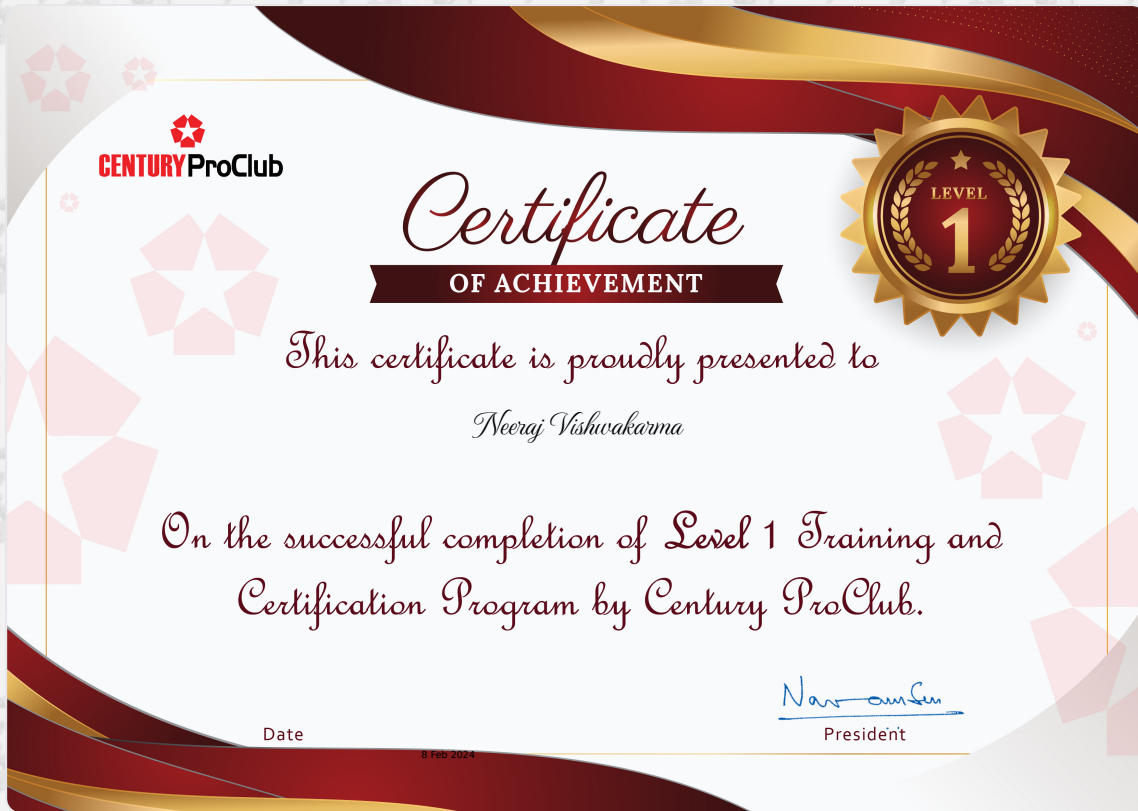 CENTURY ProClub
LEVEL
1
Certificate
OF ACHIEVEMENT
This certificate is proudly presented to
Neeraj Vishwakarma
On the successful completion of Level 1 Training and
Certification Program by Century ProClub.
Date
President
8 Feb 2024